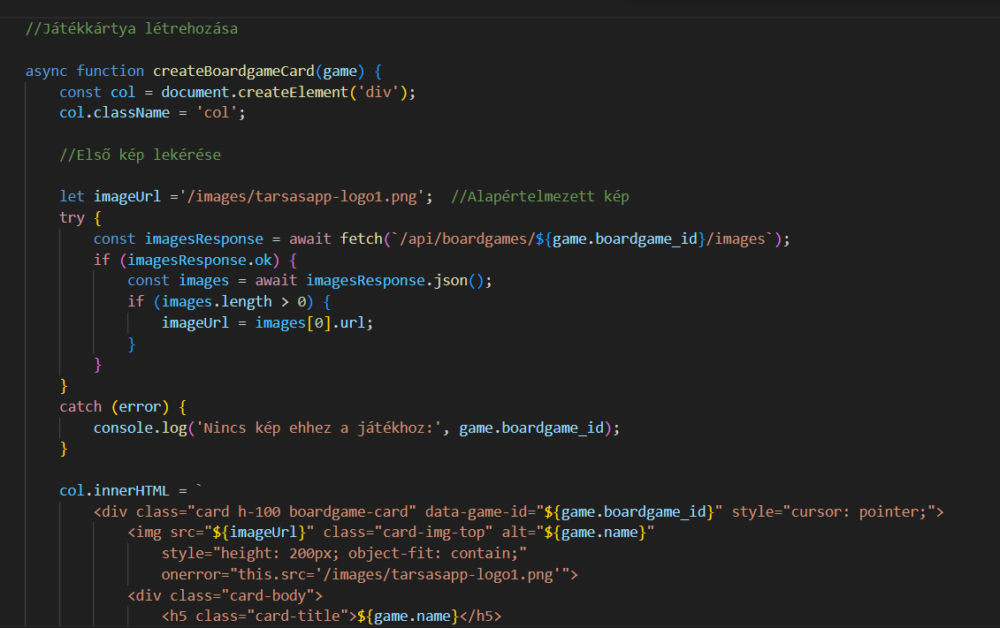 //Játékkártya létrehozása
async function createBoardgameCard(game) {
const col = document.createElement('div');
col.className = 'col';
//Első kép lekérése
let imageUrl ='/images/tarsasapp-logo1.png'; //Alapértelmezett kép
try {
const imagesResponse = await fetch(`/api/boardgames/${game.boardgame_id}/images`);
if (imagesResponse.ok) {
const images = await imagesResponse.json();
if (images.length > 0) {
imageUrl = images[0].url;
}
}
}
catch (error) {
console.log('Nincs kép ehhez a játékhoz:', game.boardgame_id);
}
col.innerHTML = `
<div class="card h-100 boardgame-card" data-game-id="${game.boardgame_id}" style="cursor: pointer;">
<img src="${imageUrl}" class="card-img-top" alt="${game.name}"
style="height: 200px; object-fit: contain;"
onerror="this.src='/images/tarsasapp-logo1.png'">
<div class="card-body">
<h5 class="card-title">${game.name}</h5>